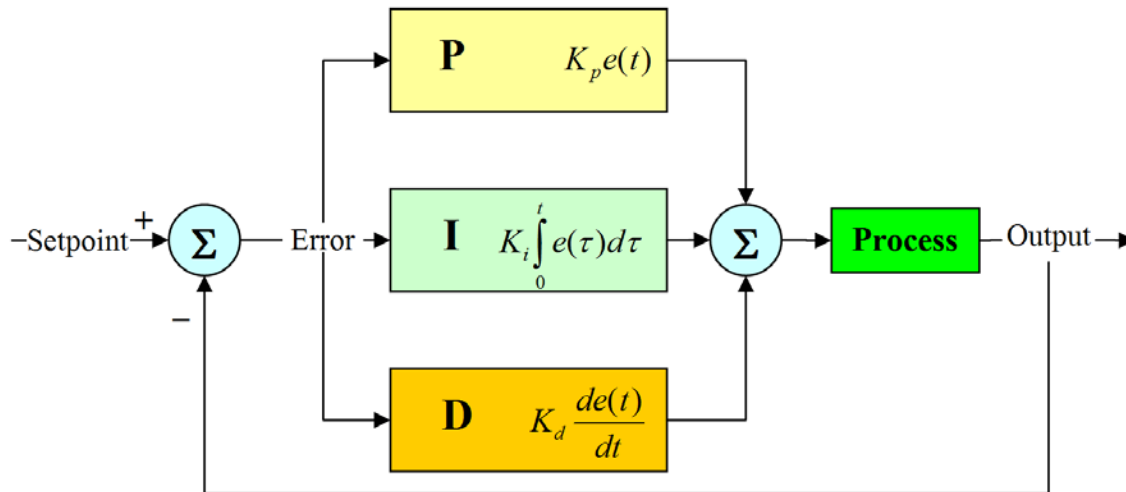 P K_p e(t)
+
Setpoint Σ Error I K_i ∫_0^t e(τ)dτ Σ Process Output
−
D K_d de(t)/dt